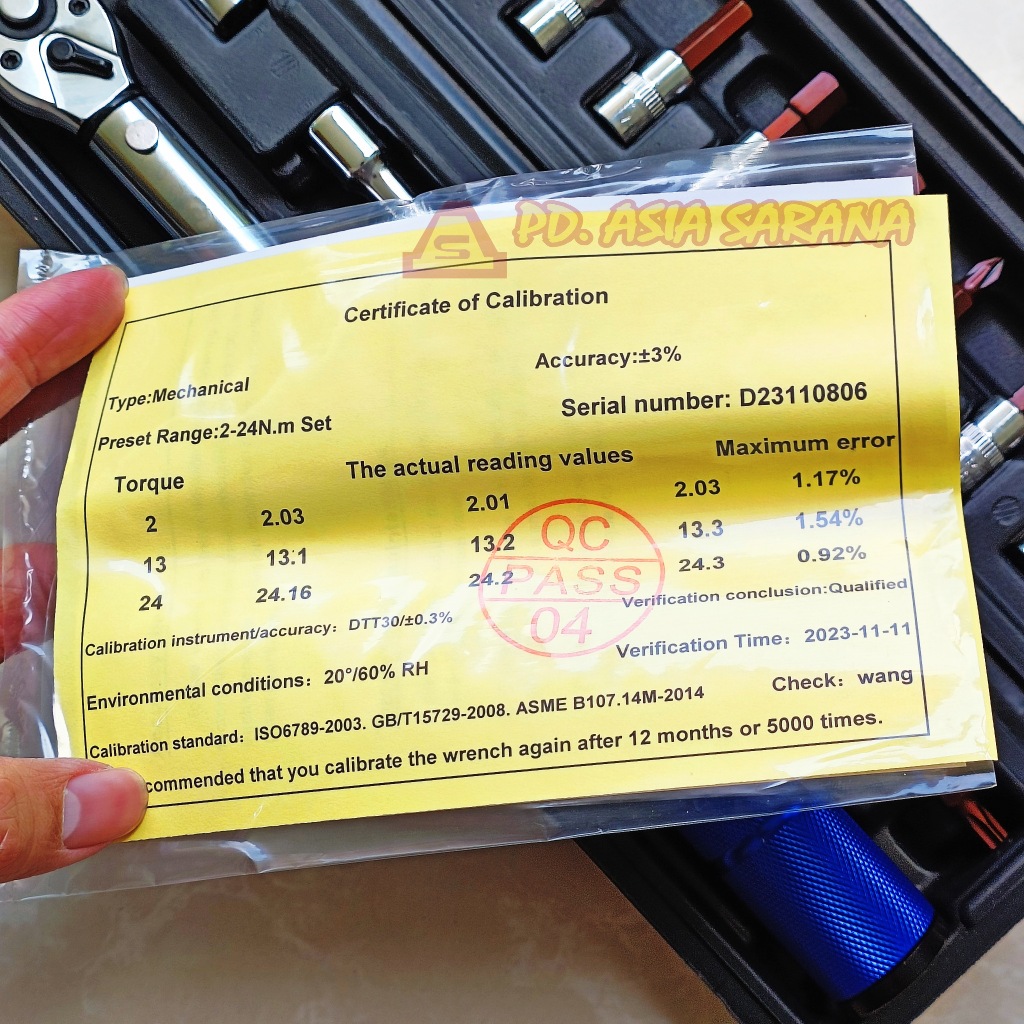 PD. ASIA SARANA
Certificate of Calibration
Accuracy:±3%
Type:Mechanical
Serial number: D23110806
Preset Range:2-24N.m Set
Torque The actual reading values Maximum error
2 2.03 2.01 2.03 1.17%
13 13.1 13.2 13.3 1.54%
24 24.16 24.2 24.3 0.92%
QC
PASS
04
Verification conclusion:Qualified
Calibration instrument/accuracy: DTT30/±0.3%
Verification Time: 2023-11-11
Environmental conditions: 20°/60% RH
Check: wang
Calibration standard: ISO6789-2003. GB/T15729-2008. ASME B107.14M-2014
commended that you calibrate the wrench again after 12 months or 5000 times.